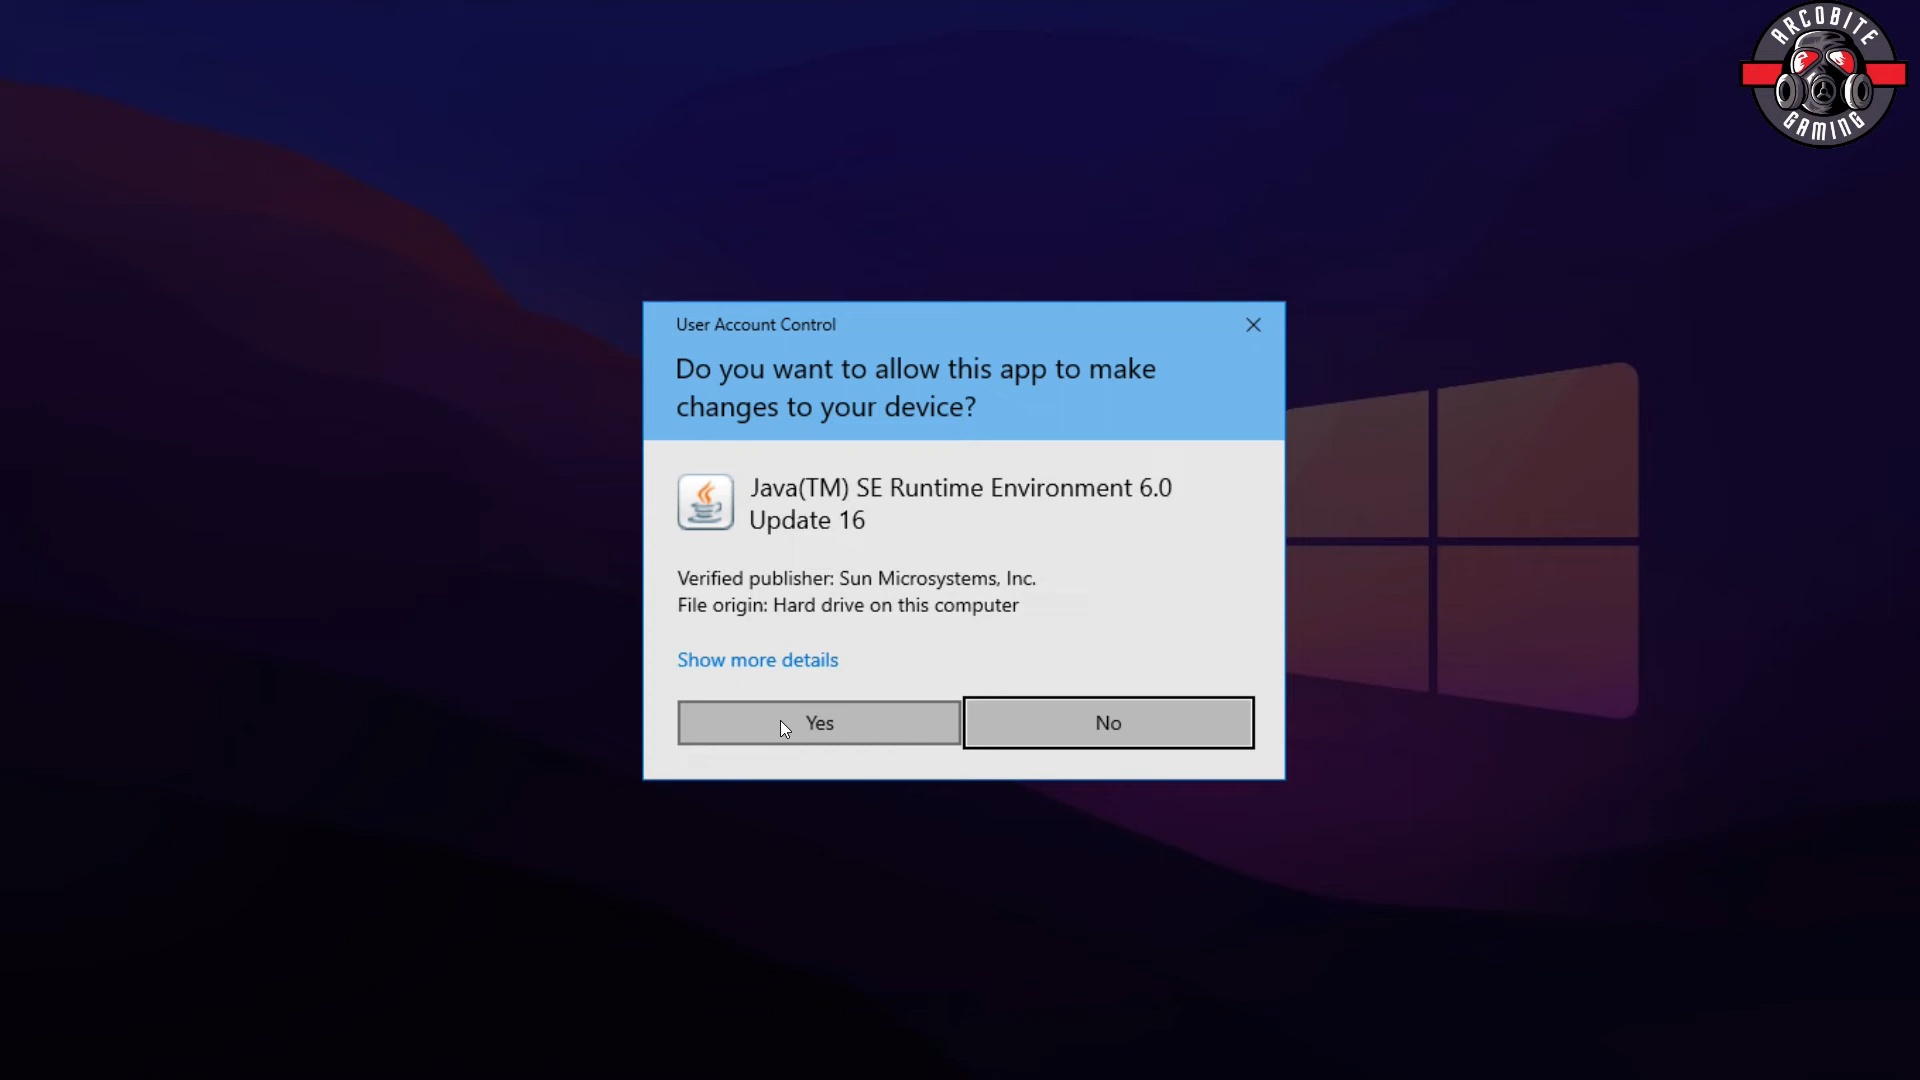 ARCOBITE
GAMING
User Account Control
Do you want to allow this app to make
changes to your device?
Java(TM) SE Runtime Environment 6.0
Update 16
Verified publisher: Sun Microsystems, Inc.
File origin: Hard drive on this computer
Show more details
Yes
No